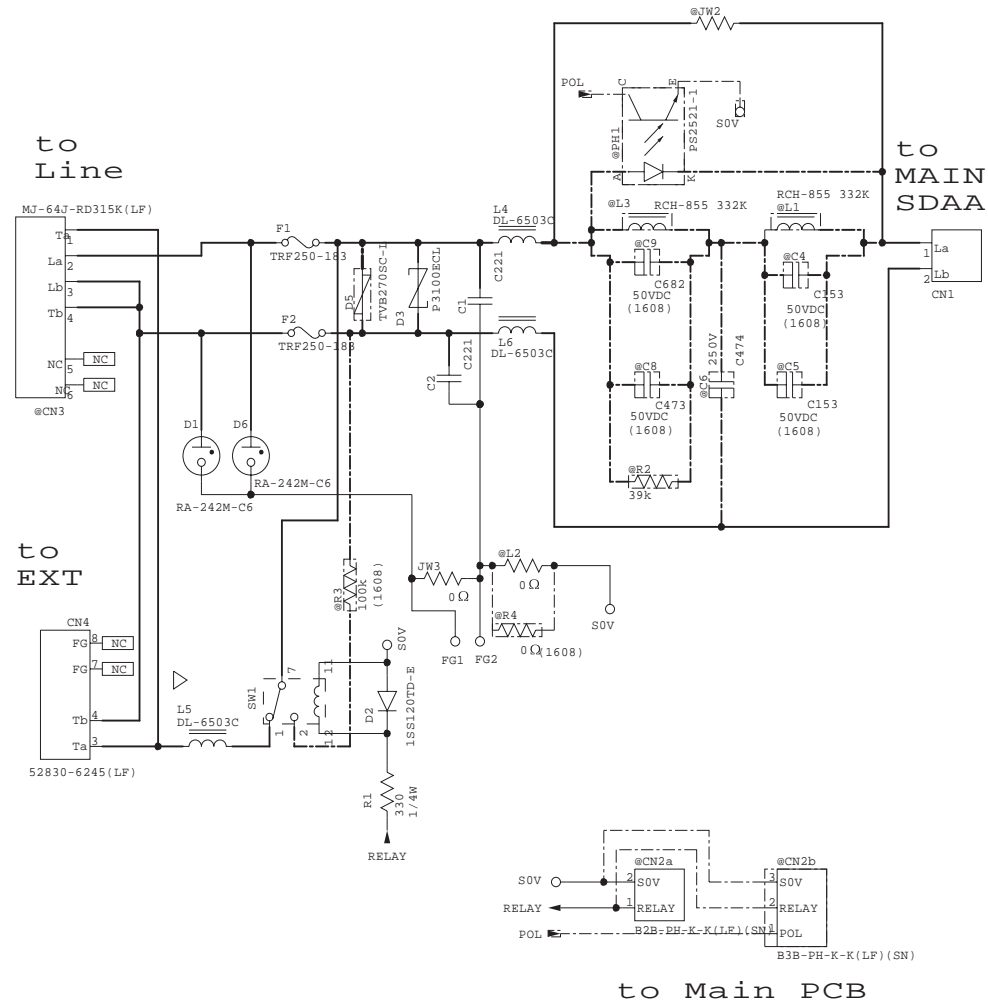 @JW2
POL
C
E
S0V
PS2521-1
@PH1
A
K
to
Line
to
MAIN
SDAA
MJ-64J-RD315K(LF)
Ta
1
La
2
Lb
3
Tb
4
NC
5
NC
NC
6
NC
@CN3
F1
TRF250-183
F2
TRF250-183
D5
TVB270SC-L
D3
P3100ECL
L4
DL-6503C
C221
C1
L6
DL-6503C
C2
C221
@L3
RCH-855 332K
@L1
@C9
C682
50VDC
(1608)
@C4
C153
50VDC
(1608)
RCH-855 332K
@C8
C473
50VDC
(1608)
@C6
250V
C474
@C5
C153
50VDC
(1608)
@R2
39k
La
1
Lb
2
CN1
D1
D6
RA-242M-C6
RA-242M-C6
to
EXT
CN4
FG
8
NC
FG
7
NC
Tb
4
Ta
3
52830-6245(LF)
L5
DL-6503C
SW1
7
1
2
11
12
@R3
100k
(1608)
S0V
D2
1SS120TD-E
R1
330
1/4W
RELAY
JW3
0Ω
FG1
FG2
@L2
0Ω
@R4
0Ω(1608)
S0V
@CN2a
@CN2b
S0V
2
S0V
3
S0V
RELAY
1
RELAY
2
RELAY
POL
B2B-PH-K-K(LF)(SN)
1
POL
B3B-PH-K-K(LF)(SN)
to Main PCB